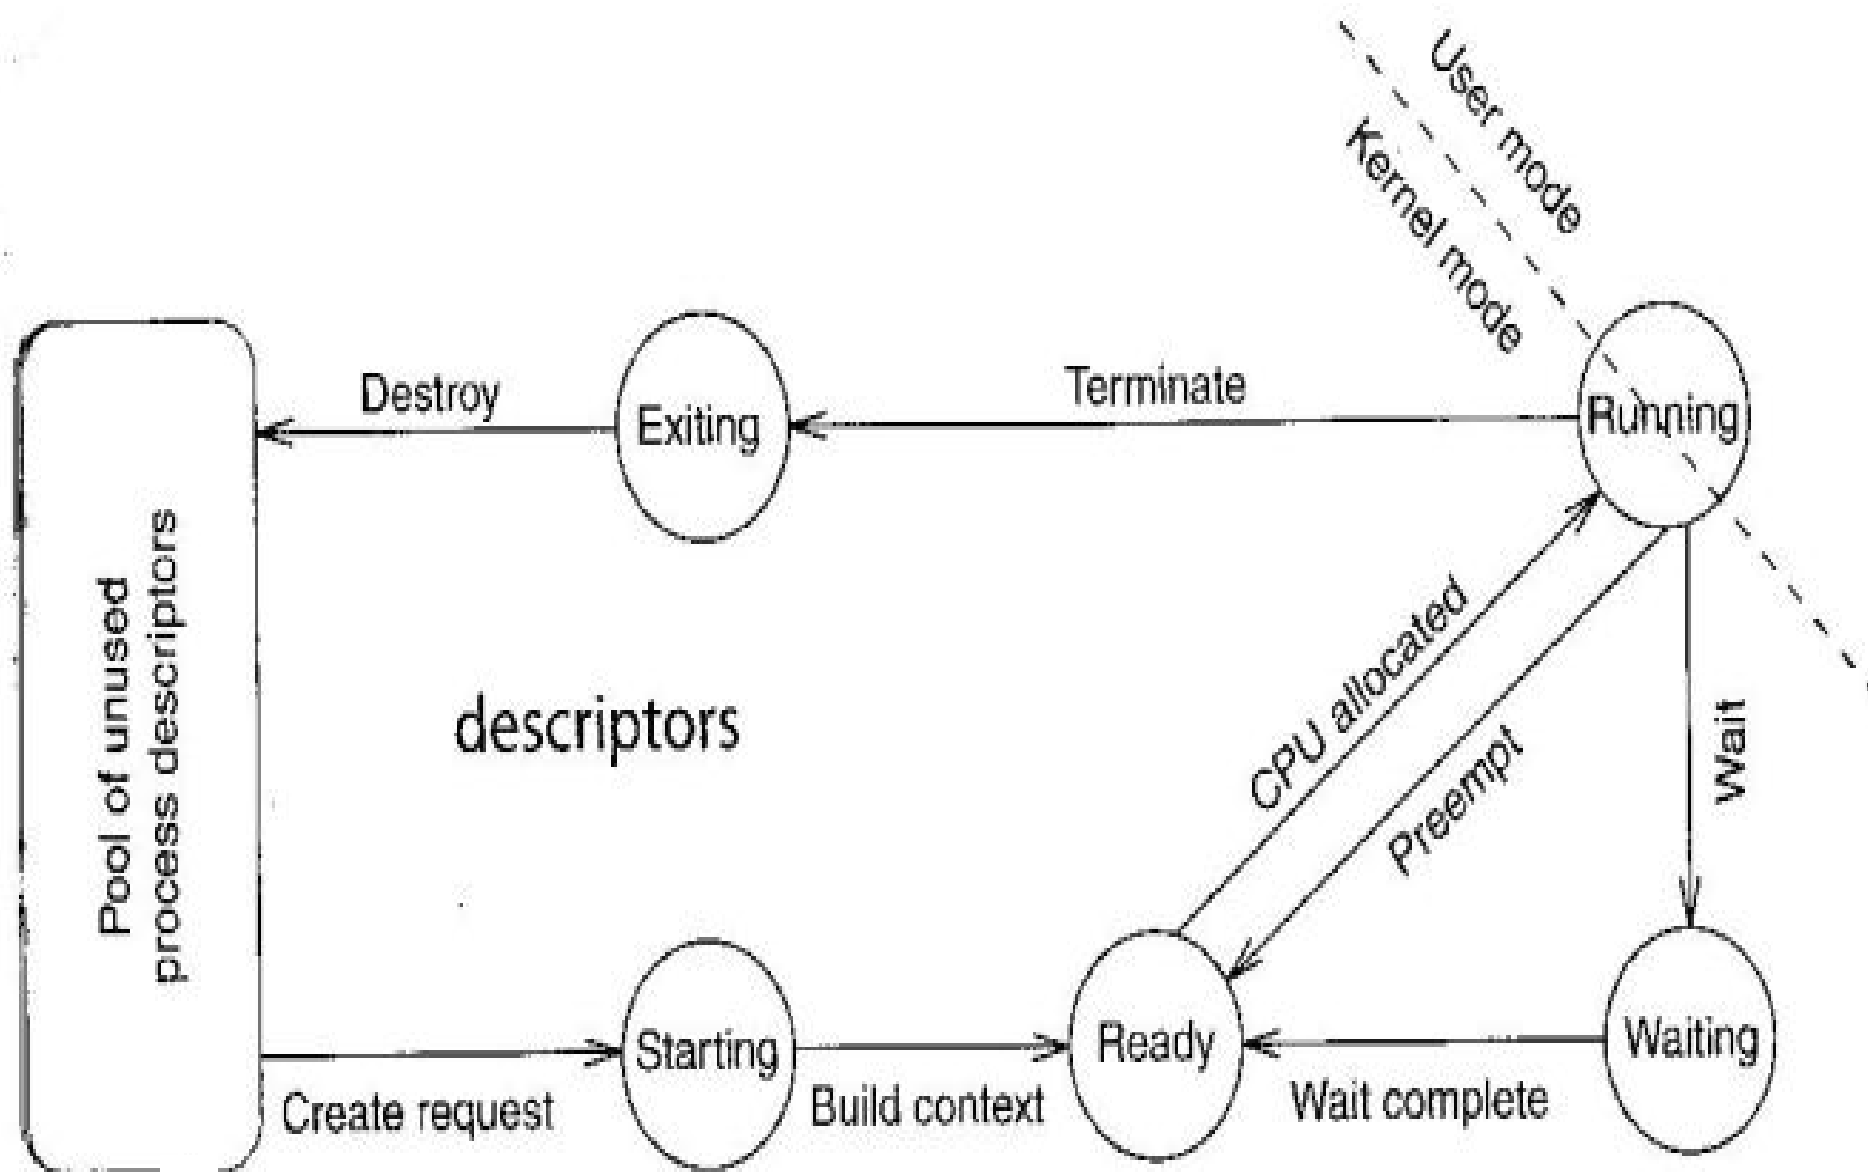 User mode
Kernel mode
Destroy
Exiting
Terminate
Running
Pool of unused
process descriptors
descriptors
CPU allocated
Preempt
Wait
Starting
Ready
Waiting
Create request
Build context
Wait complete